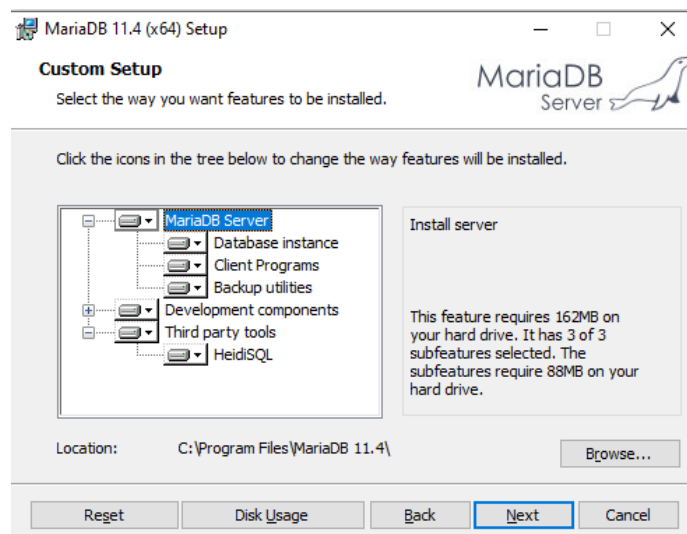 MariaDB 11.4 (x64) Setup
Custom Setup
Select the way you want features to be installed.
MariaDB
Server
Click the icons in the tree below to change the way features will be installed.
MariaDB Server
Database instance
Client Programs
Backup utilities
Development components
Third party tools
HeidiSQL
Install server
This feature requires 162MB on
your hard drive. It has 3 of 3
subfeatures selected. The
subfeatures require 88MB on your
hard drive.
Location: C:\Program Files\MariaDB 11.4\
Browse...
Reset Disk Usage Back Next Cancel